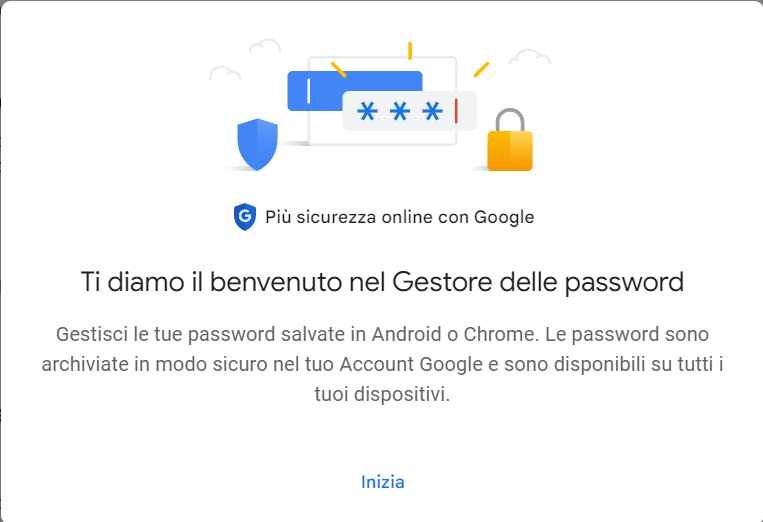 * * *
G Più sicurezza online con Google
Ti diamo il benvenuto nel Gestore delle password
Gestisci le tue password salvate in Android o Chrome. Le password sono
archiviate in modo sicuro nel tuo Account Google e sono disponibili su tutti i
tuoi dispositivi.
Inizia